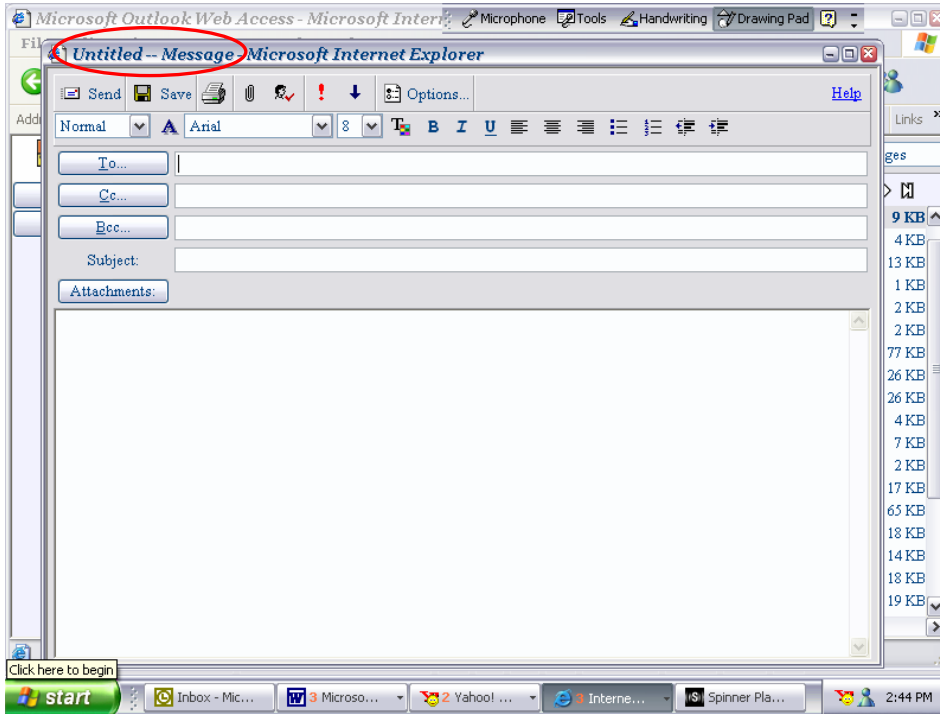 Microsoft Outlook Web Access - Microsoft Intern
Microphone Tools Handwriting Drawing Pad
Fil
Untitled -- Message - Microsoft Internet Explorer
Send Save Options... Help
Addr Links »
Normal A Arial 8 B I U
To...
ges
Cc...
Bcc...
9 KB
4 KB
Subject:
13 KB
Attachments:
1 KB
2 KB
2 KB
77 KB
26 KB
26 KB
4 KB
7 KB
2 KB
17 KB
65 KB
18 KB
14 KB
18 KB
19 KB
Click here to begin
start Inbox - Mic... 3 Microso... 2 Yahoo! ... 3 Interne... Spinner Pla... 2:44 PM